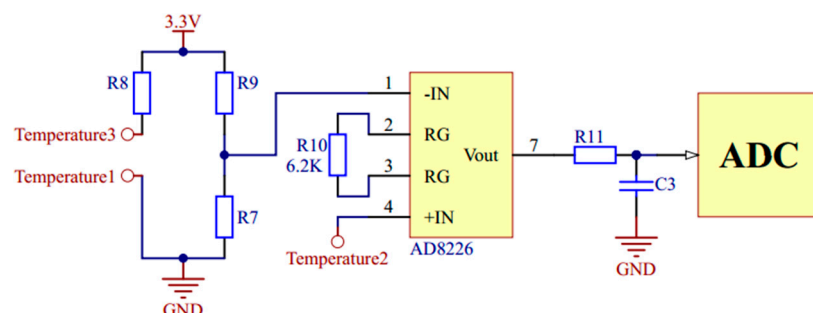 3.3V
R8
R9
Temperature3
Temperature1
R7
GND
R10
6.2K
1
2
3
4
-IN
RG
RG
+IN
Vout
AD8226
Temperature2
7
R11
C3
GND
ADC